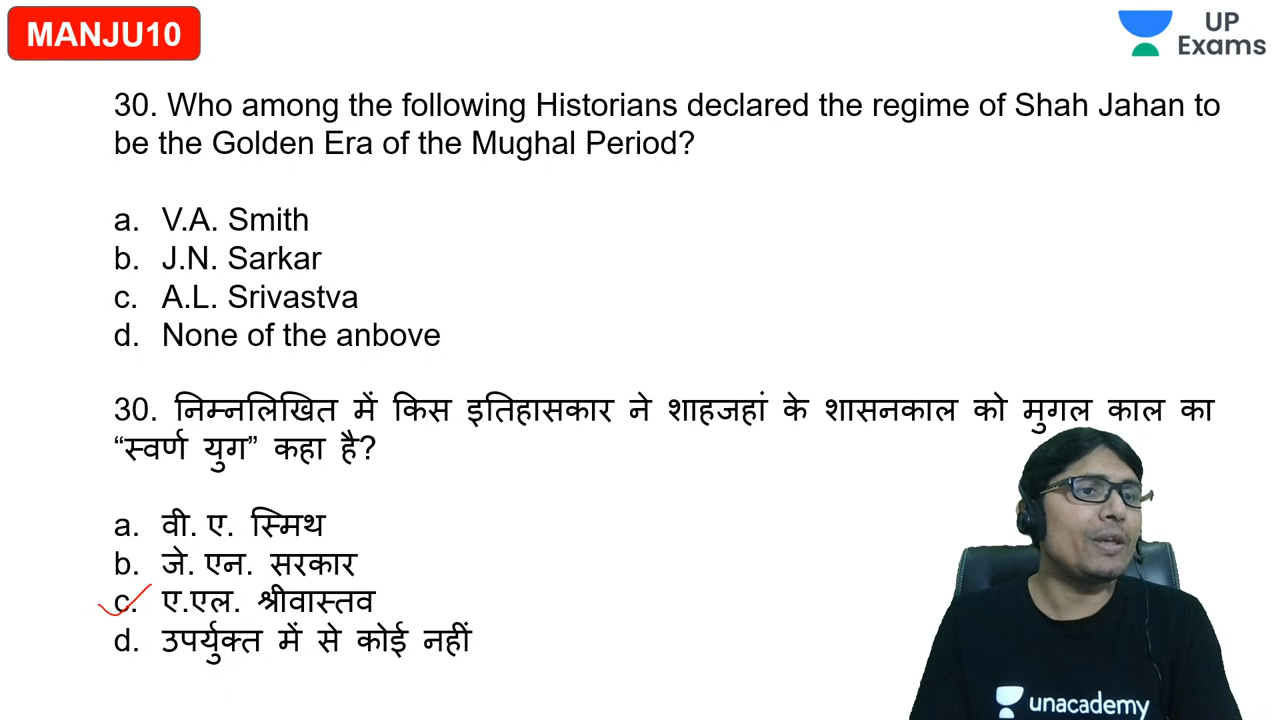 MANJU10
UP
Exams
30. Who among the following Historians declared the regime of Shah Jahan to
be the Golden Era of the Mughal Period?
a. V.A. Smith
b. J.N. Sarkar
c. A.L. Srivastva
d. None of the anbove
30. निम्नलिखित में किस इतिहासकार ने शाहजहां के शासनकाल को मुगल काल का
“स्वर्ण युग” कहा है?
a. वी. ए. स्मिथ
b. जे. एन. सरकार
c. ए.एल. श्रीवास्तव
d. उपर्युक्त में से कोई नहीं
unacademy